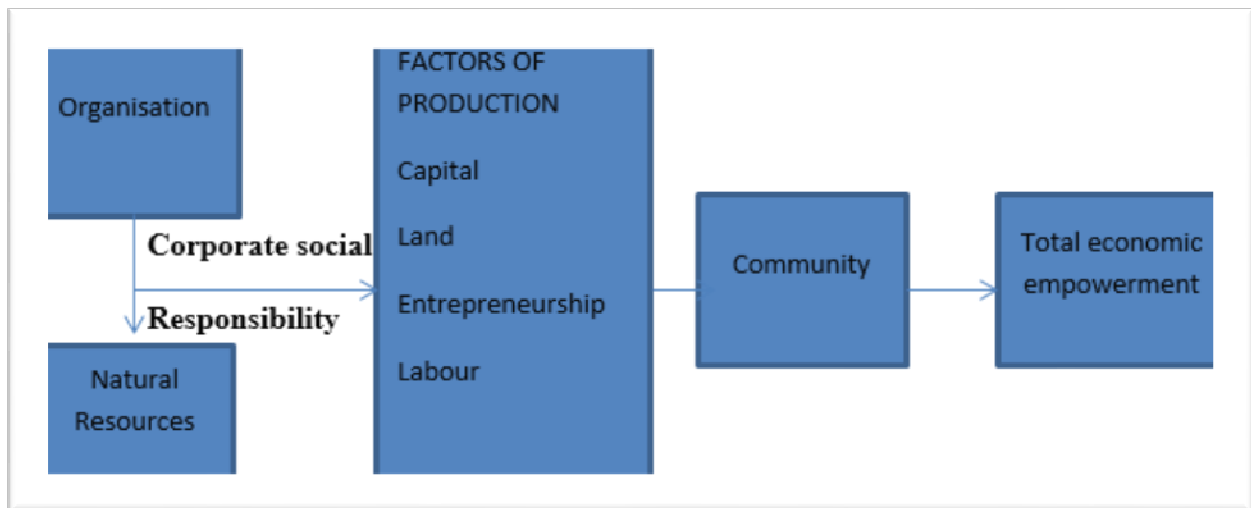 Organisation
Corporate social
Responsibility
Natural
Resources
FACTORS OF
PRODUCTION
Capital
Land
Entrepreneurship
Labour
Community
Total economic
empowerment